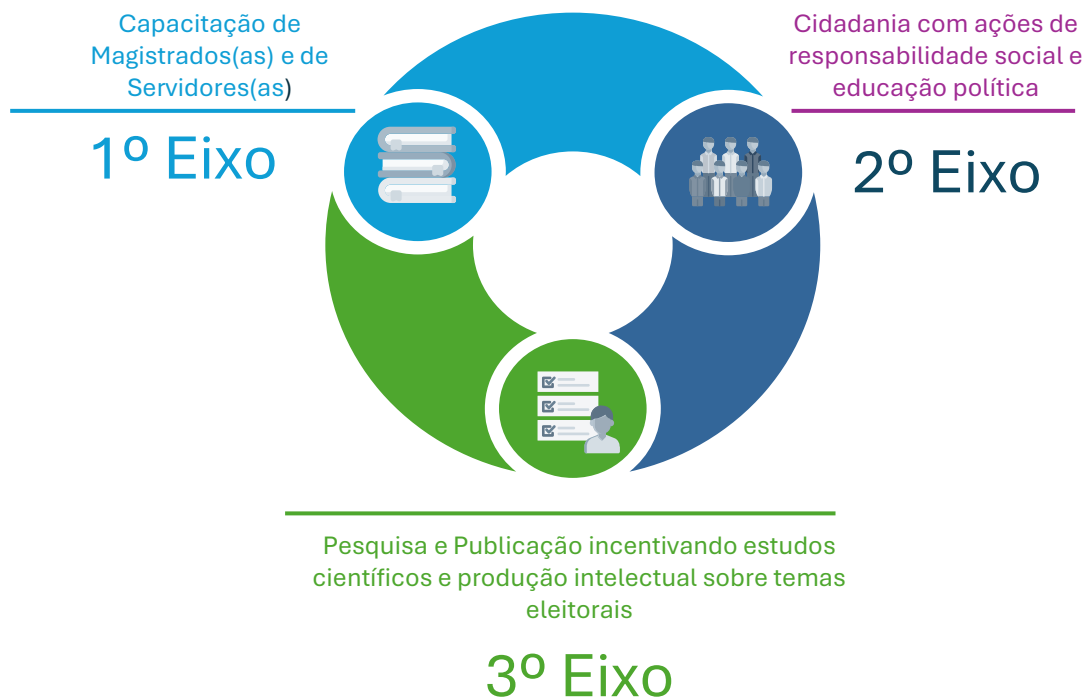 Capacitação de
Magistrados(as) e de
Servidores(as)
1º Eixo
Cidadania com ações de
responsabilidade social e
educação política
2º Eixo
Pesquisa e Publicação incentivando estudos
científicos e produção intelectual sobre temas
eleitorais
3º Eixo